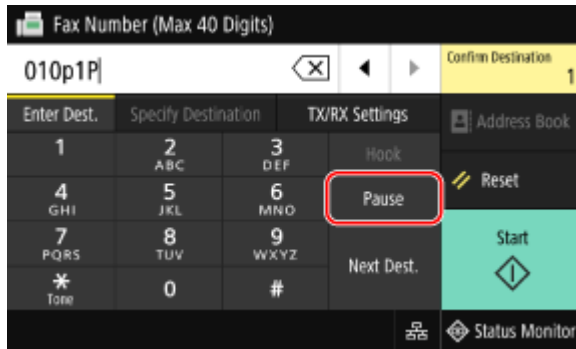 Fax Number (Max 40 Digits)
010p1P
Confirm Destination
1
Enter Dest.
Specify Destination
TX/RX Settings
Address Book
1
2
ABC
3
DEF
Hook
4
GHI
5
JKL
6
MNO
Pause
Reset
7
PQRS
8
TUV
9
WXYZ
Next Dest.
Start
*
Tone
0
#
Status Monitor